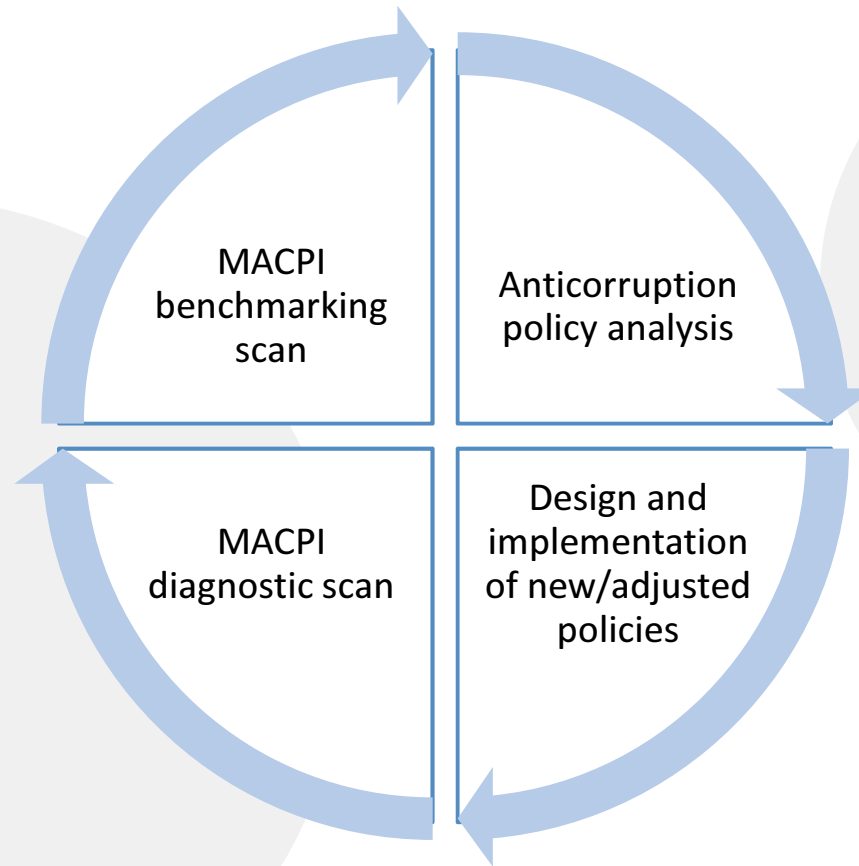 MACPI
benchmarking
scan
Anticorruption
policy analysis
MACPI
diagnostic scan
Design and
implementation
of new/adjusted
policies